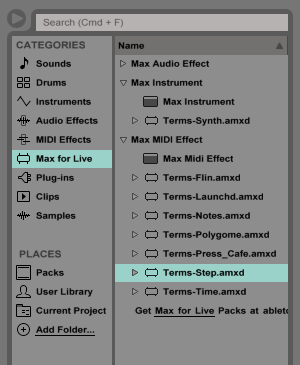 Search (Cmd + F)
CATEGORIES
Sounds
Drums
Instruments
Audio Effects
MIDI Effects
Max for Live
Plug-ins
Clips
Samples
PLACES
Packs
User Library
Current Project
Add Folder...
Name
Max Audio Effect
Max Instrument
Max Instrument
Terms-Synth.amxd
Max MIDI Effect
Max Midi Effect
Terms-Flin.amxd
Terms-Launchd.amxd
Terms-Notes.amxd
Terms-Polygome.amxd
Terms-Press_Cafe.amxd
Terms-Step.amxd
Terms-Time.amxd
Get Max for Live Packs at ableto